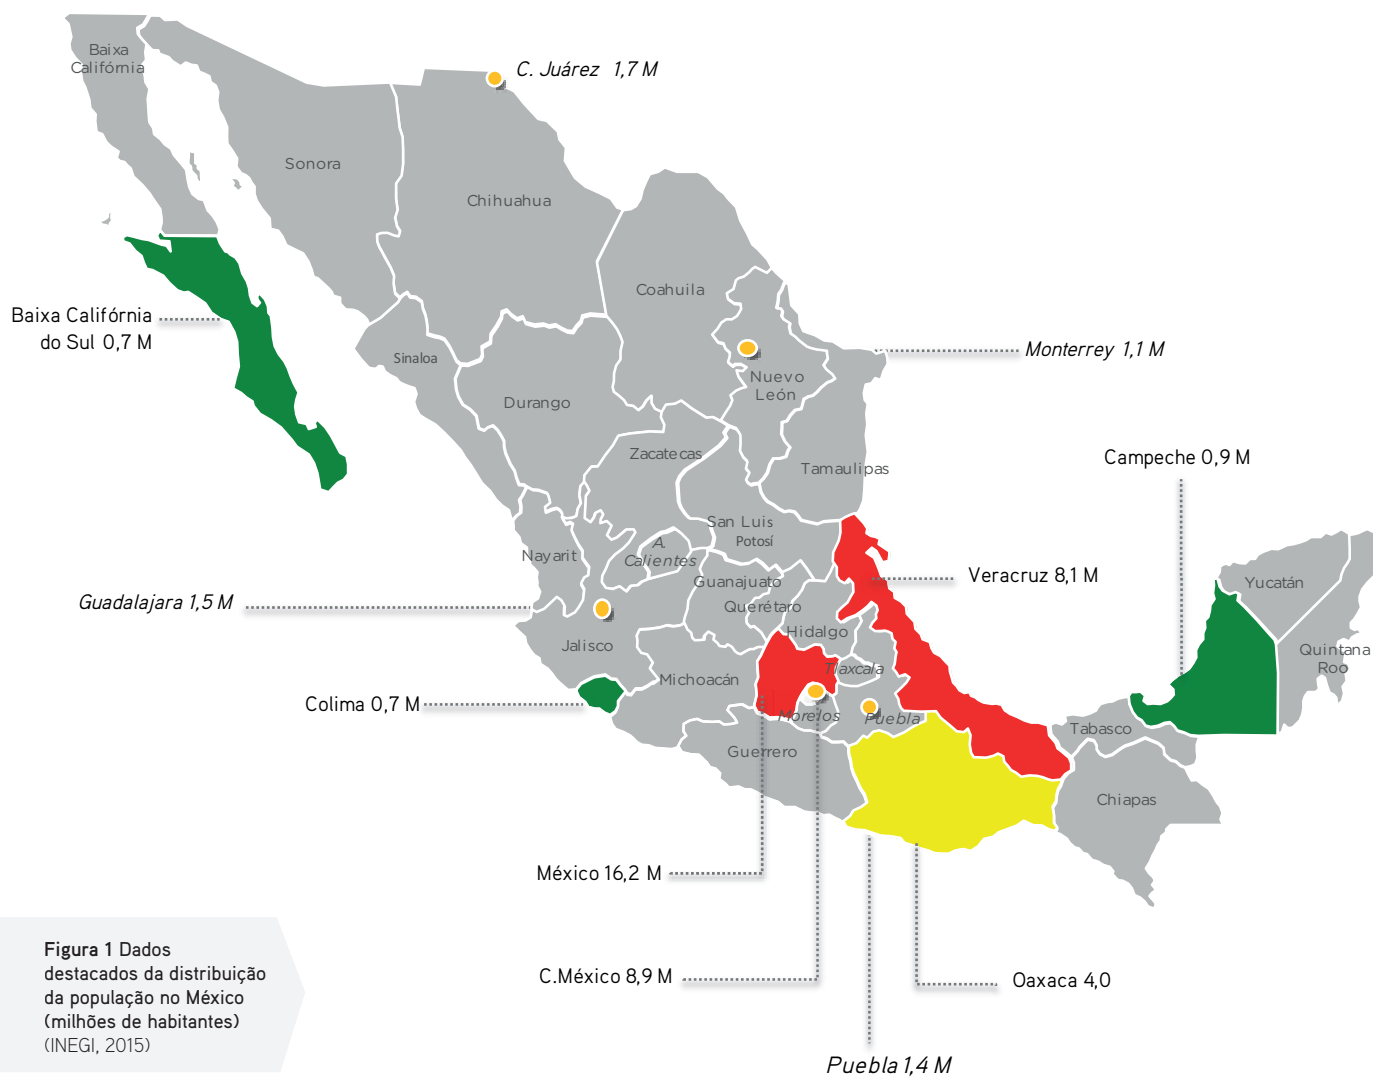 Baixa
Califórnia
C. Juárez 1,7 M
Sonora
Chihuahua
Coahuila
Baixa Califórnia
do Sul 0,7 M
Sinaloa
Monterrey 1,1 M
Nuevo
León
Durango
Zacatecas
Tamaulipas
Campeche 0,9 M
San Luis
Potosí
A.
Calientes
Nayarit
Guanajuato
Veracruz 8,1 M
Yucatán
Guadalajara 1,5 M
Querétaro
Hidalgo
Jalisco
Quintana
Roo
Tlaxcala
Michoacán
Colima 0,7 M
Morelos
Puebla
Tabasco
Guerrero
Chiapas
México 16,2 M
C.México 8,9 M
Oaxaca 4,0
Puebla 1,4 M
Figura 1 Dados
destacados da distribuição
da população no México
(milhões de habitantes)
(INEGI, 2015)